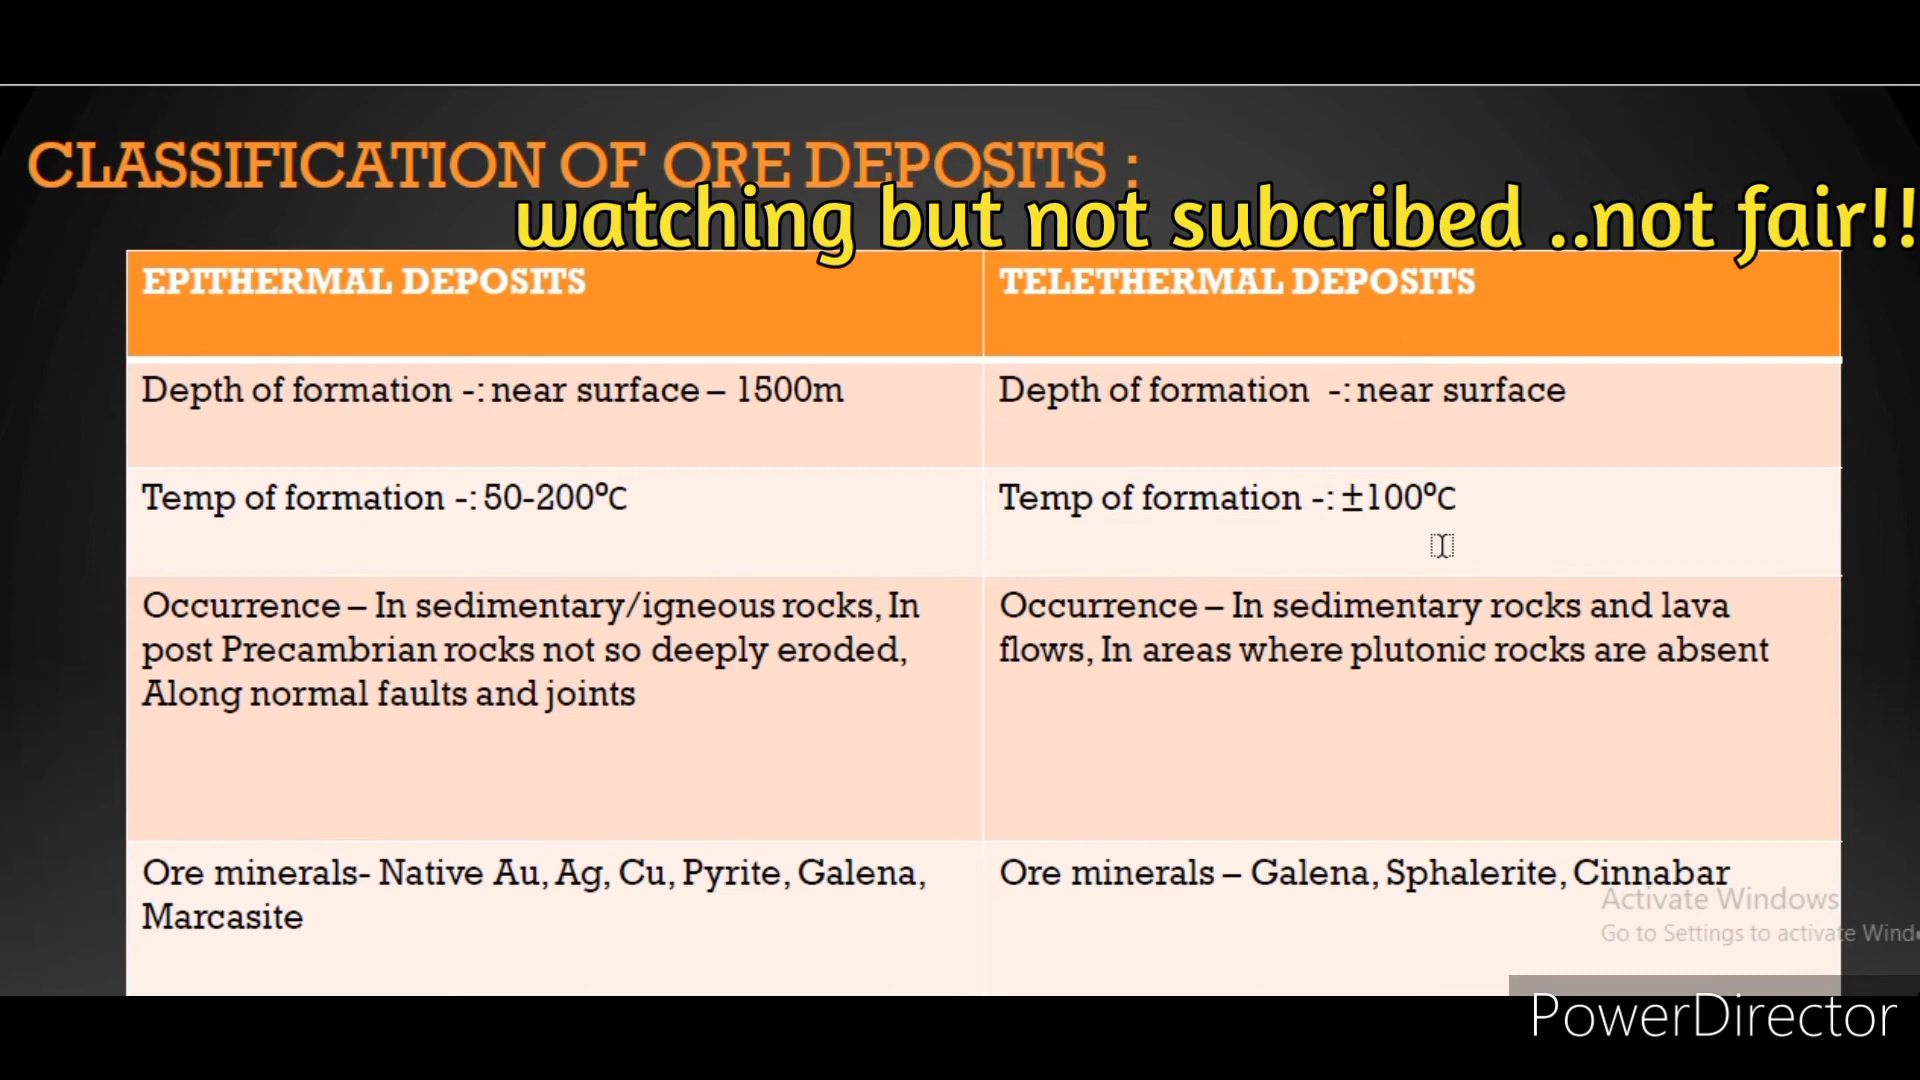 CLASSIFICATION OF ORE DEPOSITS :
watching but not subcribed ..not fair!!
EPITHERMAL DEPOSITS
TELETHERMAL DEPOSITS
Depth of formation -: near surface – 1500m
Depth of formation -: near surface
Temp of formation -: 50-200⁰C
Temp of formation -: ±100⁰C
Occurrence – In sedimentary/igneous rocks, In
post Precambrian rocks not so deeply eroded,
Along normal faults and joints
Occurrence – In sedimentary rocks and lava
flows, In areas where plutonic rocks are absent
Ore minerals- Native Au, Ag, Cu, Pyrite, Galena,
Marcasite
Ore minerals – Galena, Sphalerite, Cinnabar
Activate Windows
Go to Settings to activate Wind
PowerDirector